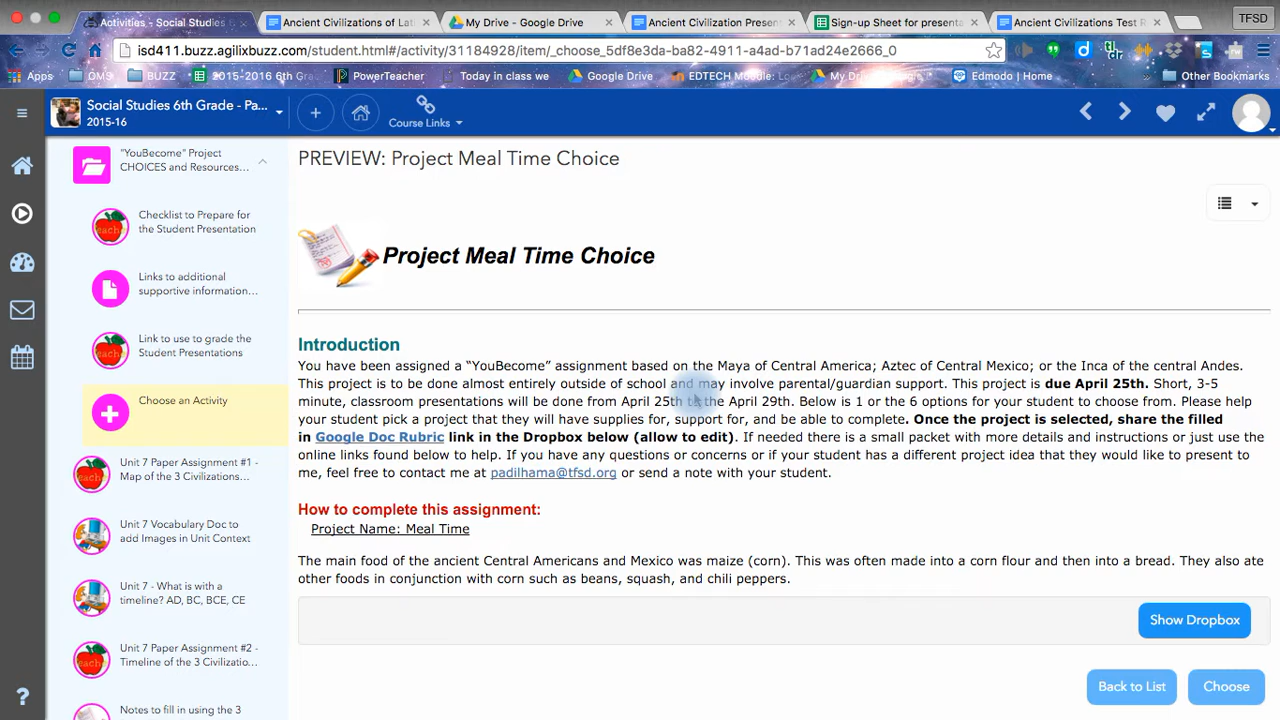 Activities - Social Studies 6
Ancient Civilizations of Lat
My Drive - Google Drive
Ancient Civilization Presen
Sign-up Sheet for presenta
Ancient Civilizations Test R
TFSD
isd411.buzz.agilixbuzz.com/student.html#/activity/31184928/item/_choose_5df8e3da-ba82-4911-a4ad-b71ad24e2666_0
Apps
OMS
BUZZ
2015-2016 6th Gra
PowerTeacher
Today in class we
Google Drive
EDTECH Moodle: Lo
My Drive - Google
Edmodo | Home
Other Bookmarks
Social Studies 6th Grade - Pa...
2015-16
Course Links
"YouBecome" Project
CHOICES and Resources...
Checklist to Prepare for
the Student Presentation
Links to additional
supportive information...
Link to use to grade the
Student Presentations
Choose an Activity
Unit 7 Paper Assignment #1 -
Map of the 3 Civilizations...
Unit 7 Vocabulary Doc to
add Images in Unit Context
Unit 7 - What is with a
timeline? AD, BC, BCE, CE
Unit 7 Paper Assignment #2 -
Timeline of the 3 Civilizatio...
Notes to fill in using the 3
PREVIEW: Project Meal Time Choice
Project Meal Time Choice
Introduction
You have been assigned a “YouBecome” assignment based on the Maya of Central America; Aztec of Central Mexico; or the Inca of the central Andes.
This project is to be done almost entirely outside of school and may involve parental/guardian support. This project is due April 25th. Short, 3-5
minute, classroom presentations will be done from April 25th to the April 29th. Below is 1 or the 6 options for your student to choose from. Please help
your student pick a project that they will have supplies for, support for, and be able to complete. Once the project is selected, share the filled
in Google Doc Rubric link in the Dropbox below (allow to edit). If needed there is a small packet with more details and instructions or just use the
online links found below to help. If you have any questions or concerns or if your student has a different project idea that they would like to present to
me, feel free to contact me at padilhama@tfsd.org or send a note with your student.
How to complete this assignment:
Project Name: Meal Time
The main food of the ancient Central Americans and Mexico was maize (corn). This was often made into a corn flour and then into a bread. They also ate
other foods in conjunction with corn such as beans, squash, and chili peppers.
Show Dropbox
Back to List
Choose